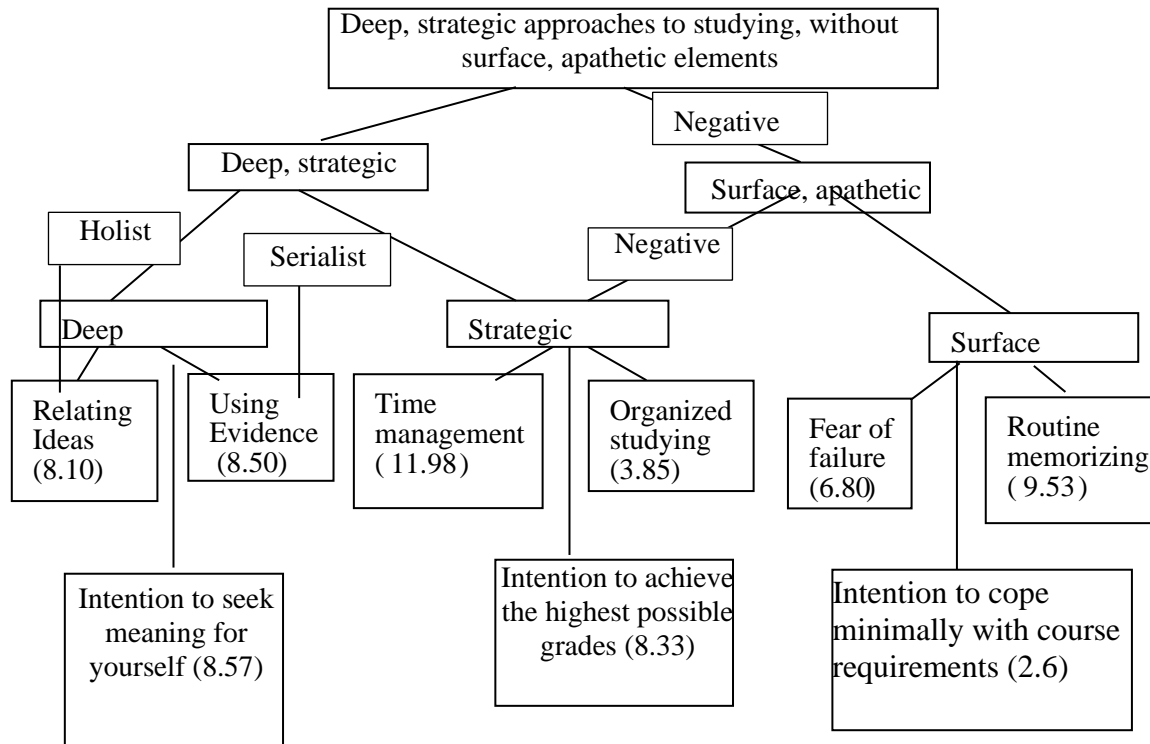 Deep, strategic approaches to studying, without
surface, apathetic elements
Negative
Deep, strategic
Surface, apathetic
Holist
Serialist
Negative
Deep
Strategic
Surface
Relating
Ideas
(8.10)
Using
Evidence
(8.50)
Time
management
( 11.98)
Organized
studying
(3.85)
Fear of
failure
(6.80)
Routine
memorizing
( 9.53)
Intention to seek
meaning for
yourself (8.57)
Intention to achieve
the highest possible
grades (8.33)
Intention to cope
minimally with course
requirements (2.6)